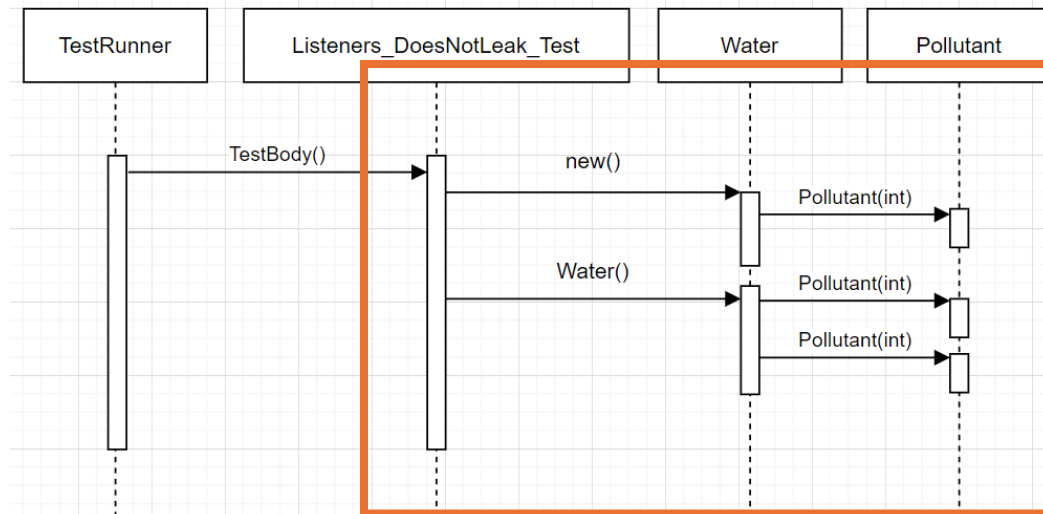 TestRunner
Listeners_DoesNotLeak_Test
Water
Pollutant
TestBody()
new()
Pollutant(int)
Water()
Pollutant(int)
Pollutant(int)